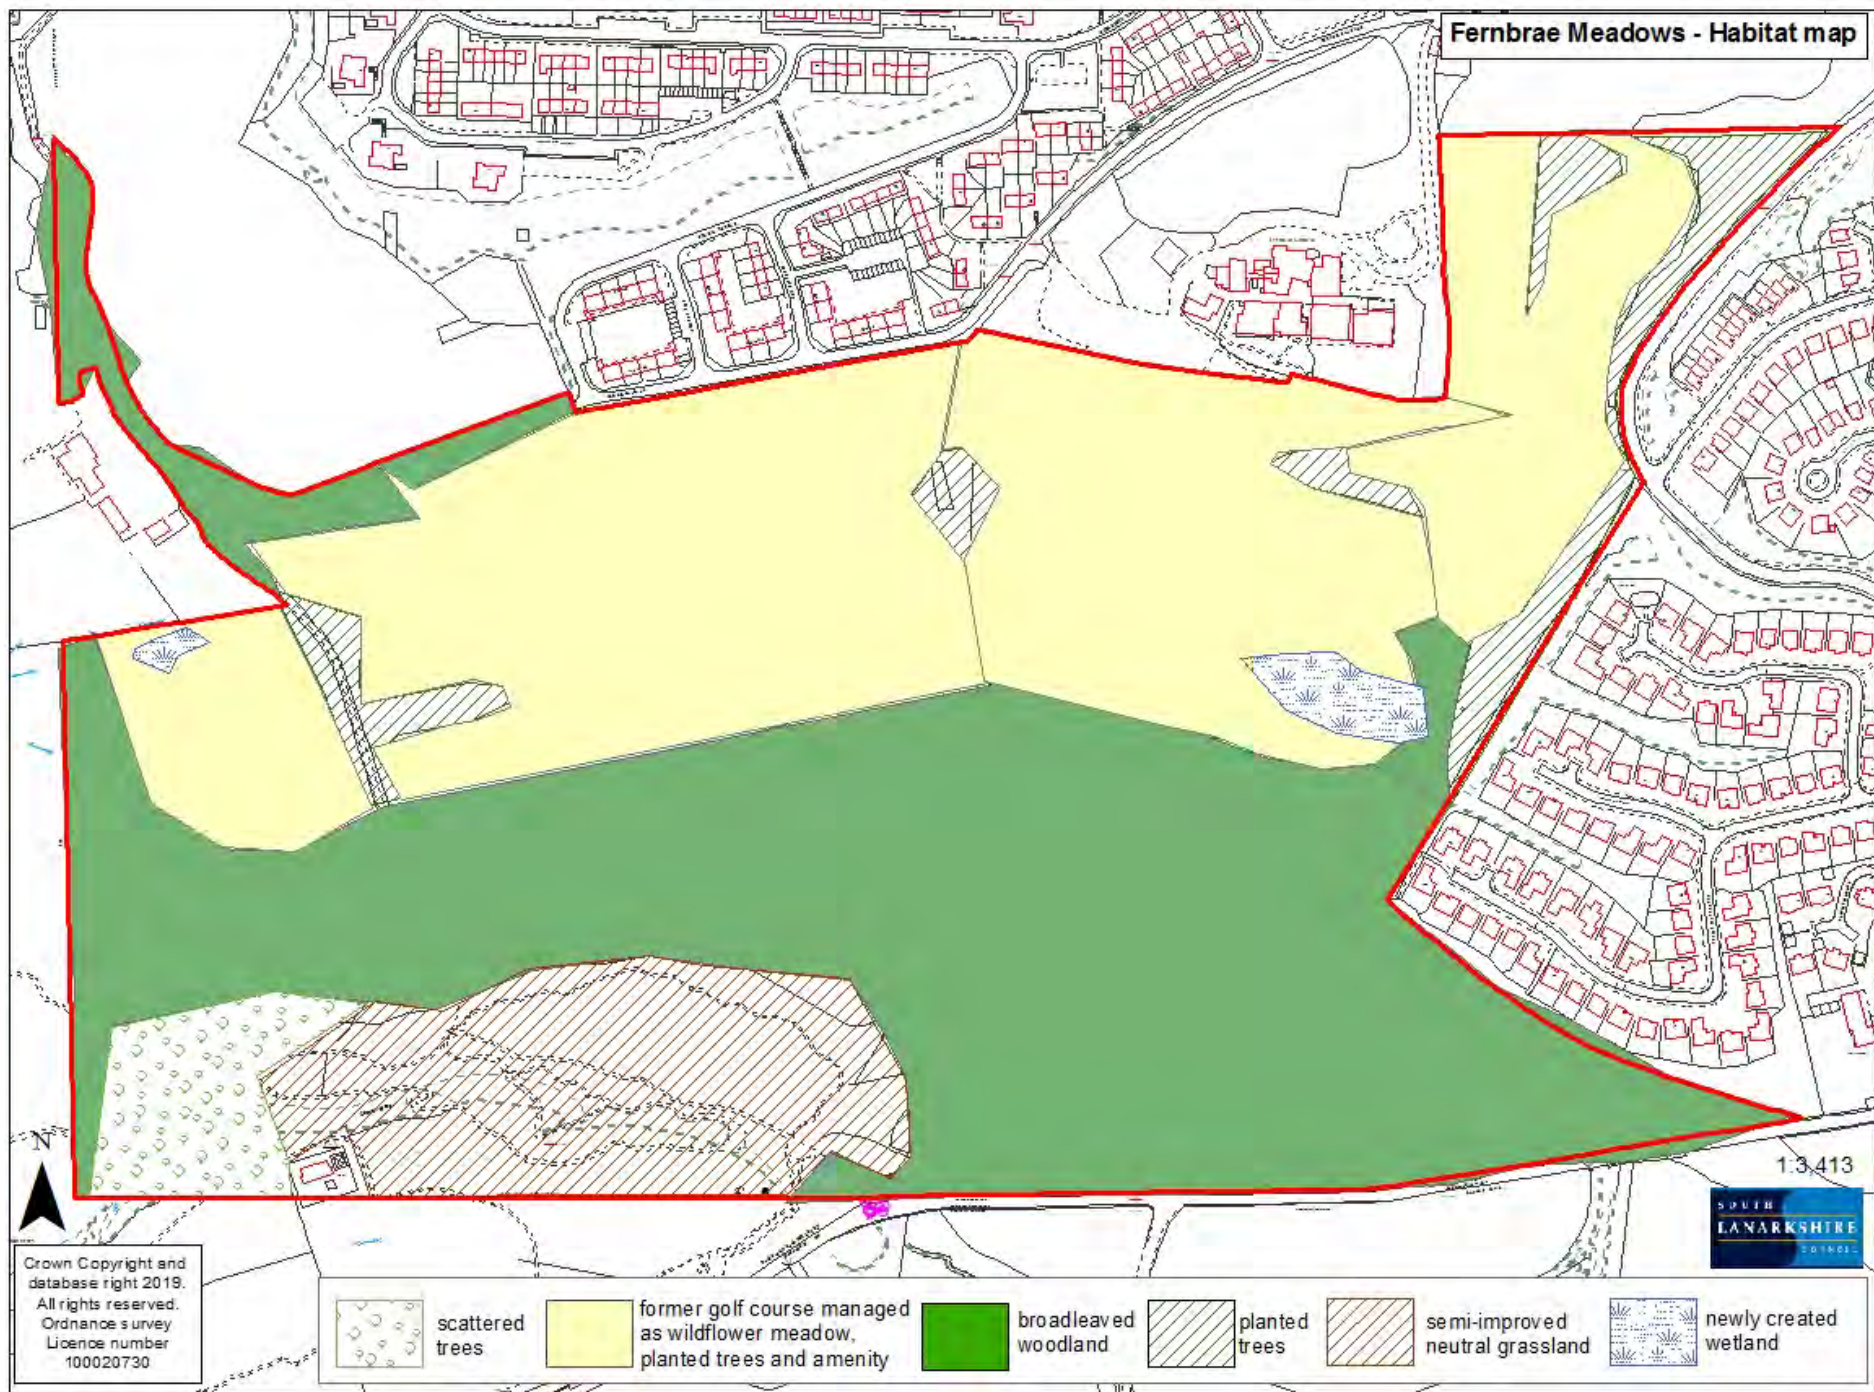 Fernbrae Meadows - Habitat map
N
1:3,413
SOUTH
LANARKSHIRE
COUNCIL
Crown Copyright and
database right 2019.
All rights reserved.
Ordnance survey
Licence number
100020730
scattered
trees
former golf course managed
as wildflower meadow,
planted trees and amenity
broadleaved
woodland
planted
trees
semi-improved
neutral grassland
newly created
wetland